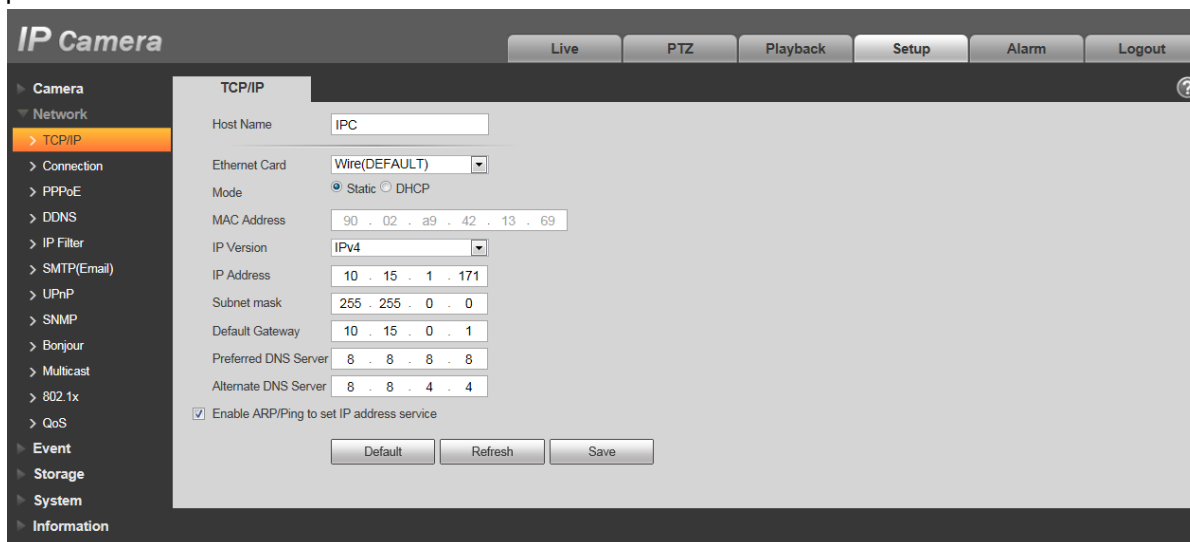 IP Camera
Live PTZ Playback Setup Alarm Logout
Camera
Network
TCP/IP
Connection
PPPoE
DDNS
IP Filter
SMTP(Email)
UPnP
SNMP
Bonjour
Multicast
802.1x
QoS
Event
Storage
System
Information
TCP/IP
?
Host Name IPC
Ethernet Card Wire(DEFAULT)
Mode Static DHCP
MAC Address 90 . 02 . a9 . 42 . 13 . 69
IP Version IPv4
IP Address 10 . 15 . 1 . 171
Subnet mask 255 . 255 . 0 . 0
Default Gateway 10 . 15 . 0 . 1
Preferred DNS Server 8 . 8 . 8 . 8
Alternate DNS Server 8 . 8 . 4 . 4
Enable ARP/Ping to set IP address service
Default Refresh Save